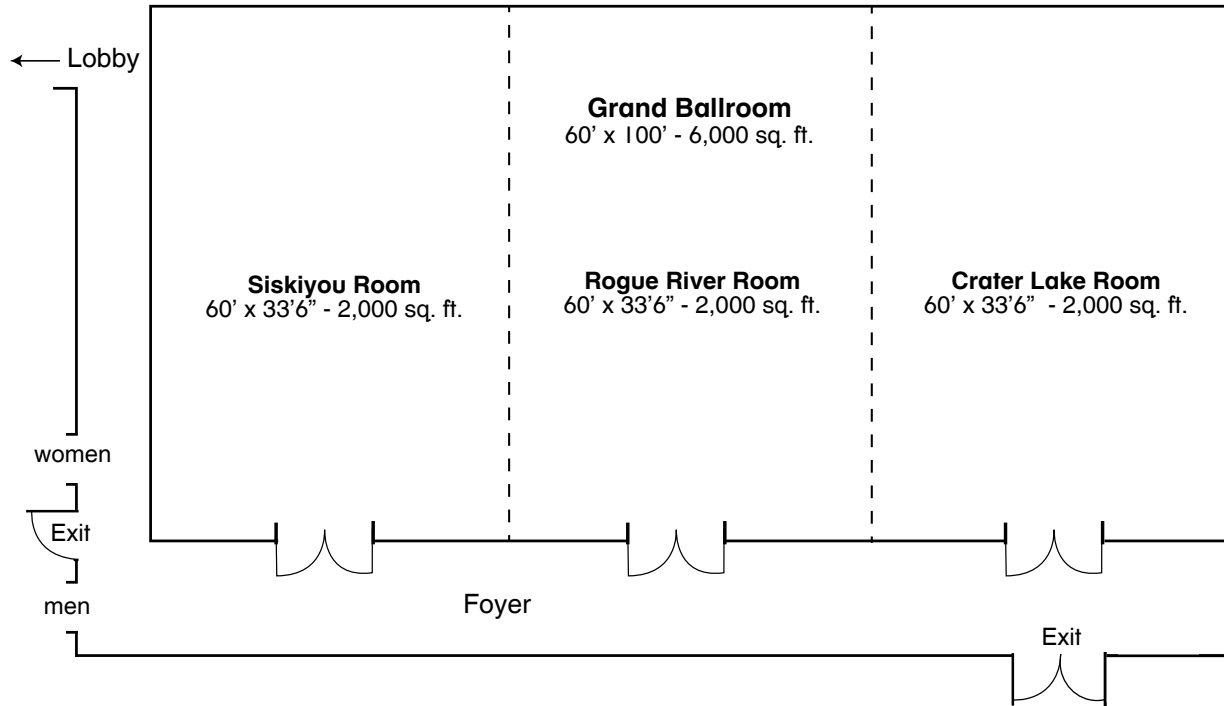 Lobby
Grand Ballroom
60’ x 100’ - 6,000 sq. ft.
Siskiyou Room
60’ x 33’6” - 2,000 sq. ft.
Rogue River Room
60’ x 33’6” - 2,000 sq. ft.
Crater Lake Room
60’ x 33’6” - 2,000 sq. ft.
women
Exit
men
Foyer
Exit